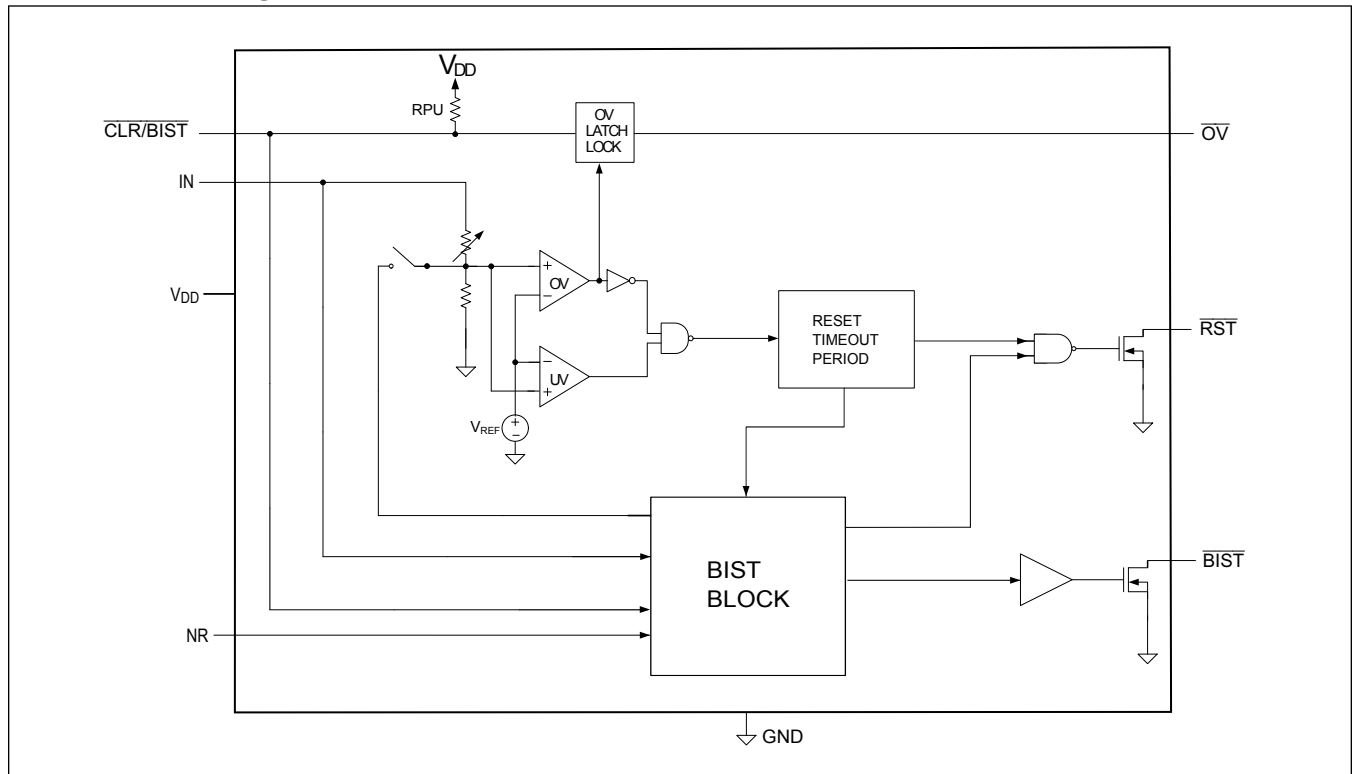 VDD
RPU
CLR/BIST
OV
LATCH
LOCK
OV
IN
+
OV
−
VDD
RESET
TIMEOUT
PERIOD
RST
−
UV
+
VREF
+
−
BIST
BLOCK
BIST
NR
GND